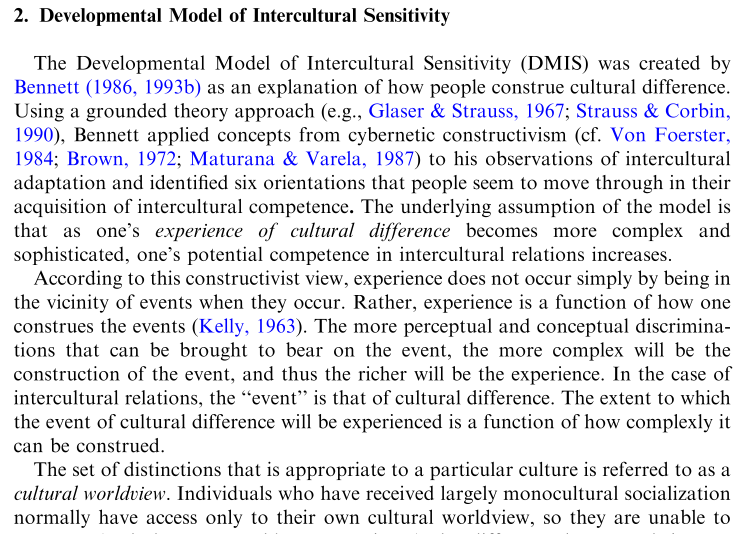 2. Developmental Model of Intercultural Sensitivity
The Developmental Model of Intercultural Sensitivity (DMIS) was created by
Bennett (1986, 1993b) as an explanation of how people construe cultural difference.
Using a grounded theory approach (e.g., Glaser & Strauss, 1967; Strauss & Corbin,
1990), Bennett applied concepts from cybernetic constructivism (cf. Von Foerster,
1984; Brown, 1972; Maturana & Varela, 1987) to his observations of intercultural
adaptation and identified six orientations that people seem to move through in their
acquisition of intercultural competence. The underlying assumption of the model is
that as one's experience of cultural difference becomes more complex and
sophisticated, one's potential competence in intercultural relations increases.
According to this constructivist view, experience does not occur simply by being in
the vicinity of events when they occur. Rather, experience is a function of how one
construes the events (Kelly, 1963). The more perceptual and conceptual discrimina-
tions that can be brought to bear on the event, the more complex will be the
construction of the event, and thus the richer will be the experience. In the case of
intercultural relations, the ‘‘event’’ is that of cultural difference. The extent to which
the event of cultural difference will be experienced is a function of how complexly it
can be construed.
The set of distinctions that is appropriate to a particular culture is referred to as a
cultural worldview. Individuals who have received largely monocultural socialization
normally have access only to their own cultural worldview, so they are unable to